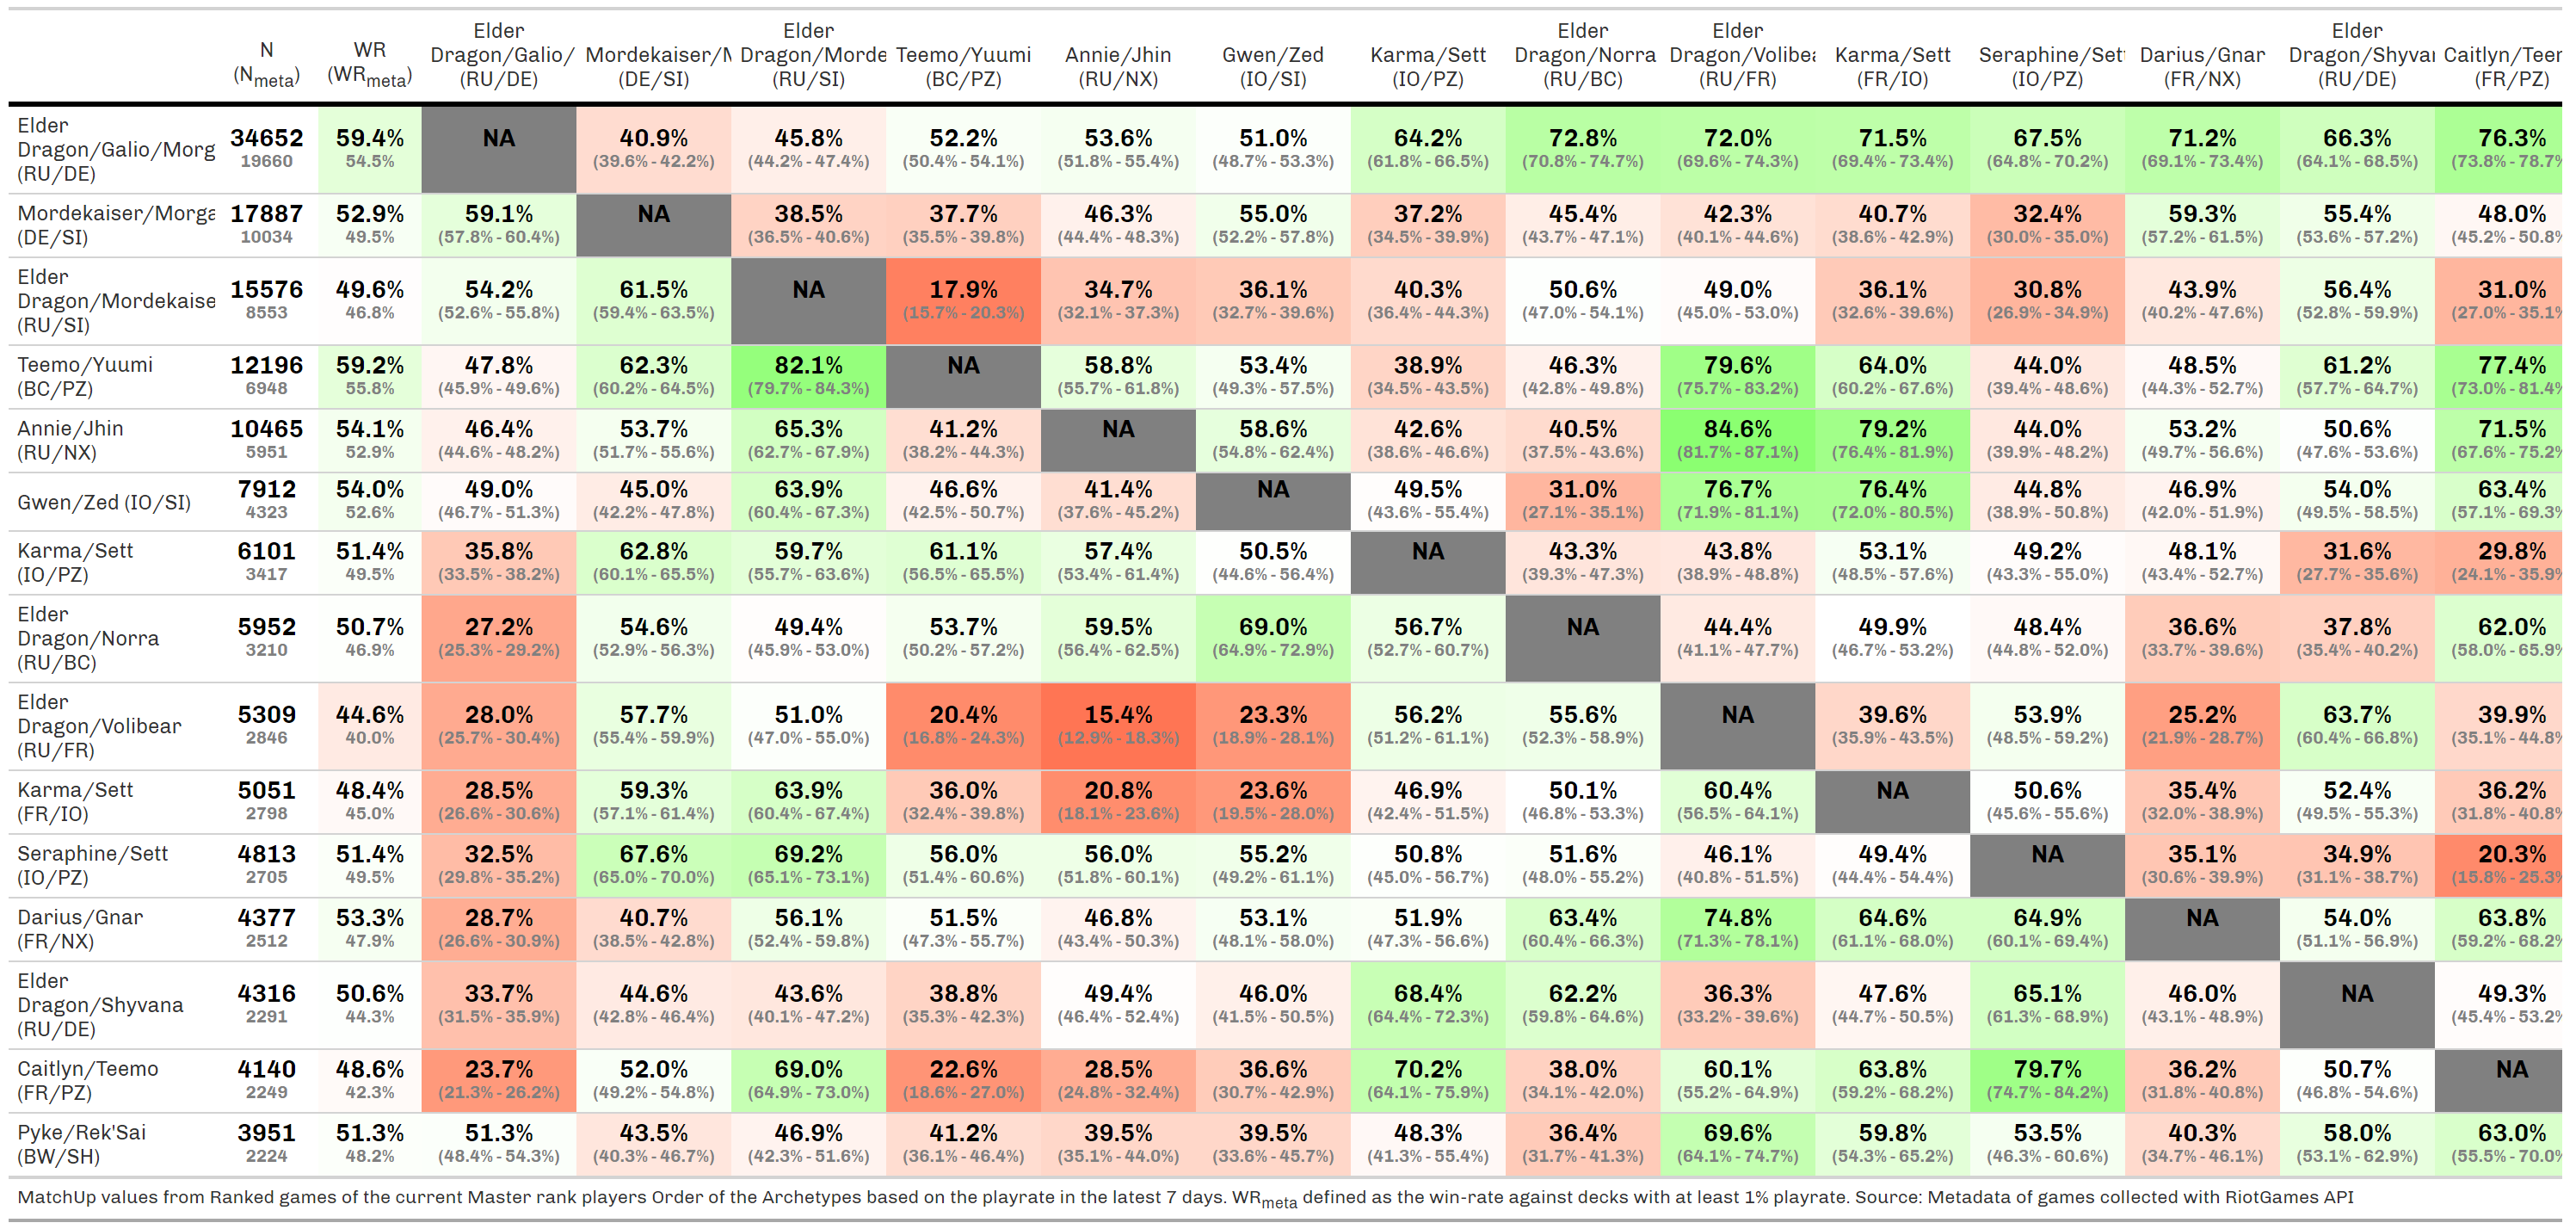 Elder Elder Elder Elder Elder
N WR Dragon/Galio/ Mordekaiser/M Dragon/Morde Teemo/Yuumi Annie/Jhin Gwen/Zed Karma/Sett Dragon/Norra Dragon/Volibea Karma/Sett Seraphine/Sett Darius/Gnar Dragon/Shyvar Caitlyn/Teer
(Nmeta) (WRmeta) (RU/DE) (DE/SI) (RU/SI) (BC/PZ) (RU/NX) (IO/SI) (IO/PZ) (RU/BC) (RU/FR) (FR/IO) (IO/PZ) (FR/NX) (RU/DE) (FR/PZ)
Elder
Dragon/Galio/Morg
(RU/DE)
34652 59.4% NA 40.9% 45.8% 52.2% 53.6% 51.0% 64.2% 72.8% 72.0% 71.5% 67.5% 71.2% 66.3% 76.3%
19660 54.5% (39.6% - 42.2%) (44.2% - 47.4%) (50.4% - 54.1%) (51.8% - 55.4%) (48.7% - 53.3%) (61.8% - 66.5%) (70.8% - 74.7%) (69.6% - 74.3%) (69.4% - 73.4%) (64.8% - 70.2%) (69.1% - 73.4%) (64.1% - 68.5%) (73.8% - 78.7%
Mordekaiser/Morga
(DE/SI)
17887 52.9% 59.1% NA 38.5% 37.7% 46.3% 55.0% 37.2% 45.4% 42.3% 40.7% 32.4% 59.3% 55.4% 48.0%
10034 49.5% (57.8% - 60.4%) (36.5% - 40.6%) (35.5% - 39.8%) (44.4% - 48.3%) (52.2% - 57.8%) (34.5% - 39.9%) (43.7% - 47.1%) (40.1% - 44.6%) (38.6% - 42.9%) (30.0% - 35.0%) (57.2% - 61.5%) (53.6% - 57.2%) (45.2% - 50.8%
Elder
Dragon/Mordekaise
(RU/SI)
15576 49.6% 54.2% 61.5% NA 17.9% 34.7% 36.1% 40.3% 50.6% 49.0% 36.1% 30.8% 43.9% 56.4% 31.0%
8553 46.8% (52.6% - 55.8%) (59.4% - 63.5%) (15.7% - 20.3%) (32.1% - 37.3%) (32.7% - 39.6%) (36.4% - 44.3%) (47.0% - 54.1%) (45.0% - 53.0%) (32.6% - 39.6%) (26.9% - 34.9%) (40.2% - 47.6%) (52.8% - 59.9%) (27.0% - 35.1%
Teemo/Yuumi
(BC/PZ)
12196 59.2% 47.8% 62.3% 82.1% NA 58.8% 53.4% 38.9% 46.3% 79.6% 64.0% 44.0% 48.5% 61.2% 77.4%
6948 55.8% (45.9% - 49.6%) (60.2% - 64.5%) (79.7% - 84.3%) (55.7% - 61.8%) (49.3% - 57.5%) (34.5% - 43.5%) (42.8% - 49.8%) (75.7% - 83.2%) (60.2% - 67.6%) (39.4% - 48.6%) (44.3% - 52.7%) (57.7% - 64.7%) (73.0% - 81.4%
Annie/Jhin
(RU/NX)
10465 54.1% 46.4% 53.7% 65.3% 41.2% NA 58.6% 42.6% 40.5% 84.6% 79.2% 44.0% 53.2% 50.6% 71.5%
5951 52.9% (44.6% - 48.2%) (51.7% - 55.6%) (62.7% - 67.9%) (38.2% - 44.3%) (54.8% - 62.4%) (38.6% - 46.6%) (37.5% - 43.6%) (81.7% - 87.1%) (76.4% - 81.9%) (39.9% - 48.2%) (49.7% - 56.6%) (47.6% - 53.6%) (67.6% - 75.2%
Gwen/Zed (IO/SI)
7912 54.0% 49.0% 45.0% 63.9% 46.6% 41.4% NA 49.5% 31.0% 76.7% 76.4% 44.8% 46.9% 54.0% 63.4%
4323 52.6% (46.7% - 51.3%) (42.2% - 47.8%) (60.4% - 67.3%) (42.5% - 50.7%) (37.6% - 45.2%) (43.6% - 55.4%) (27.1% - 35.1%) (71.9% - 81.1%) (72.0% - 80.5%) (38.9% - 50.8%) (42.0% - 51.9%) (49.5% - 58.5%) (57.1% - 69.3%
Karma/Sett
(IO/PZ)
6101 51.4% 35.8% 62.8% 59.7% 61.1% 57.4% 50.5% NA 43.3% 43.8% 53.1% 49.2% 48.1% 31.6% 29.8%
3417 49.5% (33.5% - 38.2%) (60.1% - 65.5%) (55.7% - 63.6%) (56.5% - 65.5%) (53.4% - 61.4%) (44.6% - 56.4%) (39.3% - 47.3%) (38.9% - 48.8%) (48.5% - 57.6%) (43.3% - 55.0%) (43.4% - 52.7%) (27.7% - 35.6%) (24.1% - 35.9%
Elder
Dragon/Norra
(RU/BC)
5952 50.7% 27.2% 54.6% 49.4% 53.7% 59.5% 69.0% 56.7% NA 44.4% 49.9% 48.4% 36.6% 37.8% 62.0%
3210 46.9% (25.3% - 29.2%) (52.9% - 56.3%) (45.9% - 53.0%) (50.2% - 57.2%) (56.4% - 62.5%) (64.9% - 72.9%) (52.7% - 60.7%) (41.1% - 47.7%) (46.7% - 53.2%) (44.8% - 52.0%) (33.7% - 39.6%) (35.4% - 40.2%) (58.0% - 65.9%
Elder
Dragon/Volibear
(RU/FR)
5309 44.6% 28.0% 57.7% 51.0% 20.4% 15.4% 23.3% 56.2% 55.6% NA 39.6% 53.9% 25.2% 63.7% 39.9%
2846 40.0% (25.7% - 30.4%) (55.4% - 59.9%) (47.0% - 55.0%) (16.8% - 24.3%) (12.9% - 18.3%) (18.9% - 28.1%) (51.2% - 61.1%) (52.3% - 58.9%) (35.9% - 43.5%) (48.5% - 59.2%) (21.9% - 28.7%) (60.4% - 66.8%) (35.1% - 44.8%
Karma/Sett
(FR/IO)
5051 48.4% 28.5% 59.3% 63.9% 36.0% 20.8% 23.6% 46.9% 50.1% 60.4% NA 50.6% 35.4% 52.4% 36.2%
2798 45.0% (26.6% - 30.6%) (57.1% - 61.4%) (60.4% - 67.4%) (32.4% - 39.8%) (18.1% - 23.6%) (19.5% - 28.0%) (42.4% - 51.5%) (46.8% - 53.3%) (56.5% - 64.1%) (45.6% - 55.6%) (32.0% - 38.9%) (49.5% - 55.3%) (31.8% - 40.8%
Seraphine/Sett
(IO/PZ)
4813 51.4% 32.5% 67.6% 69.2% 56.0% 56.0% 55.2% 50.8% 51.6% 46.1% 49.4% NA 35.1% 34.9% 20.3%
2705 49.5% (29.8% - 35.2%) (65.0% - 70.0%) (65.1% - 73.1%) (51.4% - 60.6%) (51.8% - 60.1%) (49.2% - 61.1%) (45.0% - 56.7%) (48.0% - 55.2%) (40.8% - 51.5%) (44.4% - 54.4%) (30.6% - 39.9%) (31.1% - 38.7%) (15.8% - 25.3%
Darius/Gnar
(FR/NX)
4377 53.3% 28.7% 40.7% 56.1% 51.5% 46.8% 53.1% 51.9% 63.4% 74.8% 64.6% 64.9% NA 54.0% 63.8%
2512 47.9% (26.6% - 30.9%) (38.5% - 42.8%) (52.4% - 59.8%) (47.3% - 55.7%) (43.4% - 50.3%) (48.1% - 58.0%) (47.3% - 56.6%) (60.4% - 66.3%) (71.3% - 78.1%) (61.1% - 68.0%) (60.1% - 69.4%) (51.1% - 56.9%) (59.2% - 68.2%
Elder
Dragon/Shyvana
(RU/DE)
4316 50.6% 33.7% 44.6% 43.6% 38.8% 49.4% 46.0% 68.4% 62.2% 36.3% 47.6% 65.1% 46.0% NA 49.3%
2291 44.3% (31.5% - 35.9%) (42.8% - 46.4%) (40.1% - 47.2%) (35.3% - 42.3%) (46.4% - 52.4%) (41.5% - 50.5%) (64.4% - 72.3%) (59.8% - 64.6%) (33.2% - 39.6%) (44.7% - 50.5%) (61.3% - 68.9%) (43.1% - 48.9%) (45.4% - 53.2%
Caitlyn/Teemo
(FR/PZ)
4140 48.6% 23.7% 52.0% 69.0% 22.6% 28.5% 36.6% 70.2% 38.0% 60.1% 63.8% 79.7% 36.2% 50.7% NA
2249 42.3% (21.3% - 26.2%) (49.2% - 54.8%) (64.9% - 73.0%) (18.6% - 27.0%) (24.8% - 32.4%) (30.7% - 42.9%) (64.1% - 75.9%) (34.1% - 42.0%) (55.2% - 64.9%) (59.2% - 68.2%) (74.7% - 84.2%) (31.8% - 40.8%) (46.8% - 54.6%)
Pyke/Rek'Sai
(BW/SH)
3951 51.3% 51.3% 43.5% 46.9% 41.2% 39.5% 39.5% 48.3% 36.4% 69.6% 59.8% 53.5% 40.3% 58.0% 63.0%
2224 48.2% (48.4% - 54.3%) (40.3% - 46.7%) (42.3% - 51.6%) (36.1% - 46.4%) (35.1% - 44.0%) (33.6% - 45.7%) (41.3% - 55.4%) (31.7% - 41.3%) (64.1% - 74.7%) (54.3% - 65.2%) (46.3% - 60.6%) (34.7% - 46.1%) (53.1% - 62.9%) (55.5% - 70.0%
MatchUp values from Ranked games of the current Master rank players Order of the Archetypes based on the playrate in the latest 7 days. WRmeta defined as the win-rate against decks with at least 1% playrate. Source: Metadata of games collected with RiotGames API